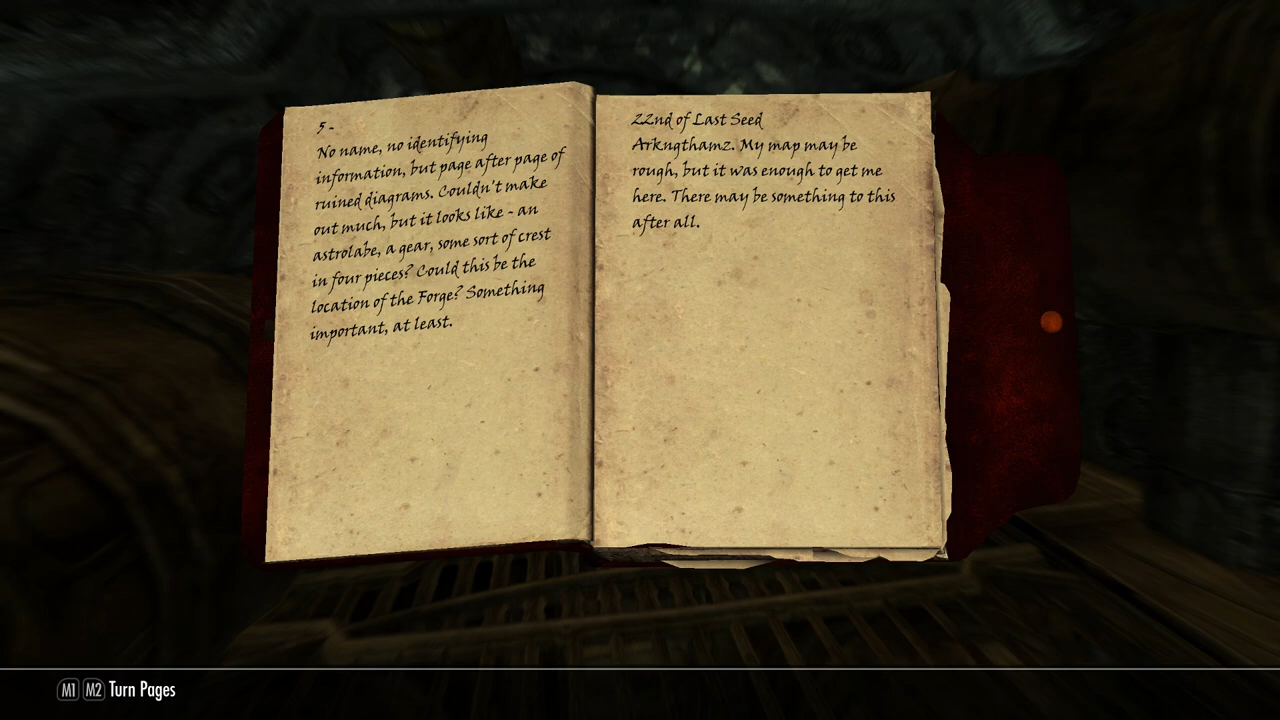 5 -
No name, no identifying
information, but page after page of
ruined diagrams. Couldn't make
out much, but it looks like - an
astrolabe, a gear, some sort of crest
in four pieces? Could this be the
location of the Forge? Something
important, at least.
22nd of Last Seed
Arkngthamz. My map may be
rough, but it was enough to get me
here. There may be something to this
after all.
M1 M2 Turn Pages